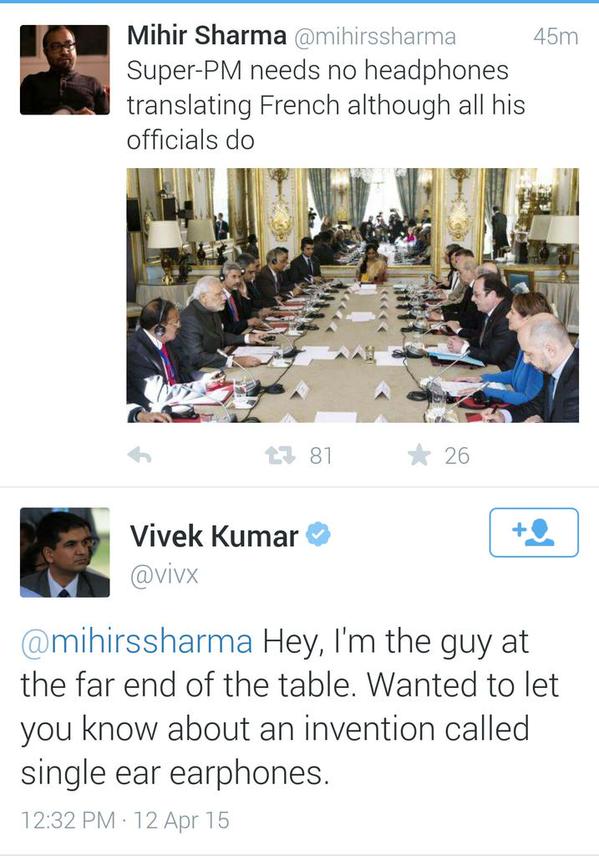 Mihir Sharma @mihirssharma 45m
Super-PM needs no headphones
translating French although all his
officials do
81 26
Vivek Kumar
@vivx
@mihirssharma Hey, I'm the guy at
the far end of the table. Wanted to let
you know about an invention called
single ear earphones.
12:32 PM · 12 Apr 15